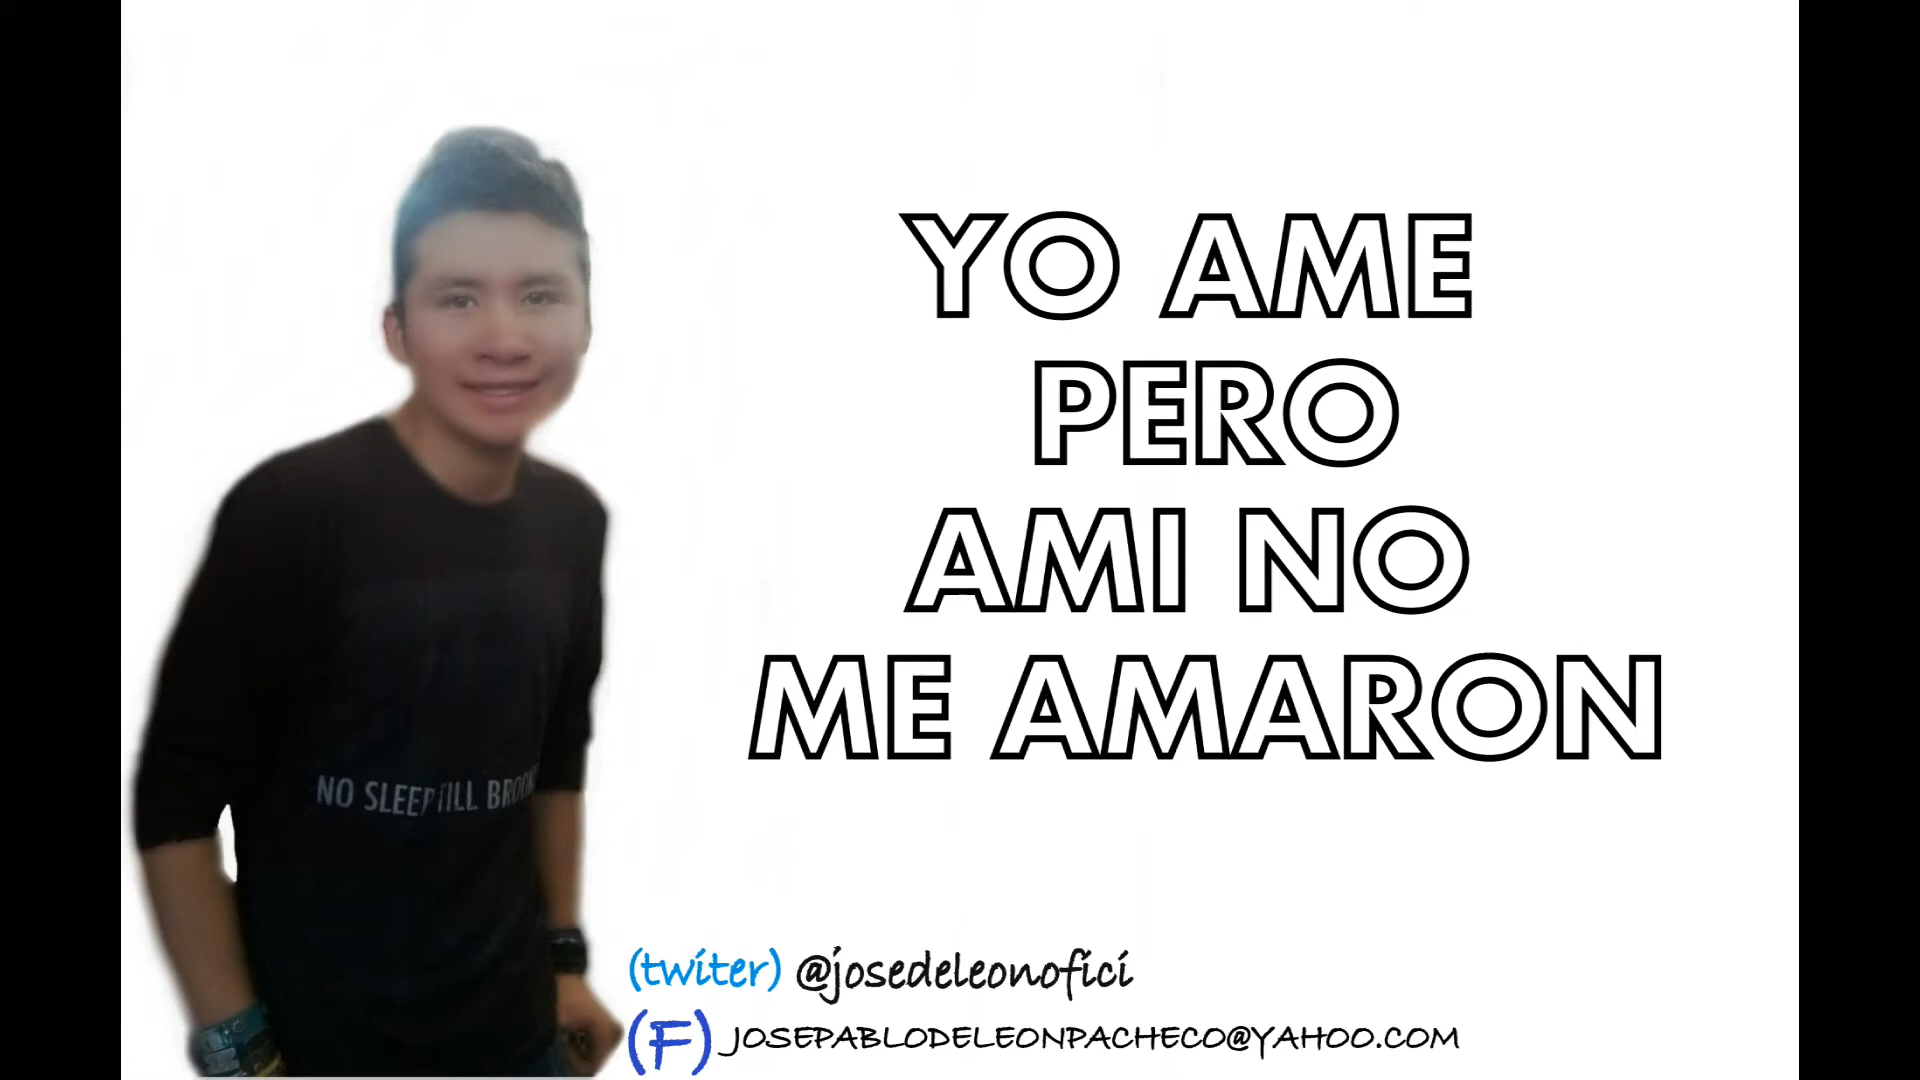 YO AME
PERO
AMI NO
ME AMARON
NO SLEEP TILL
(twiter) @josedeleonofici
(F) JOSEPABLODELEONPACHECO@YAHOO.COM